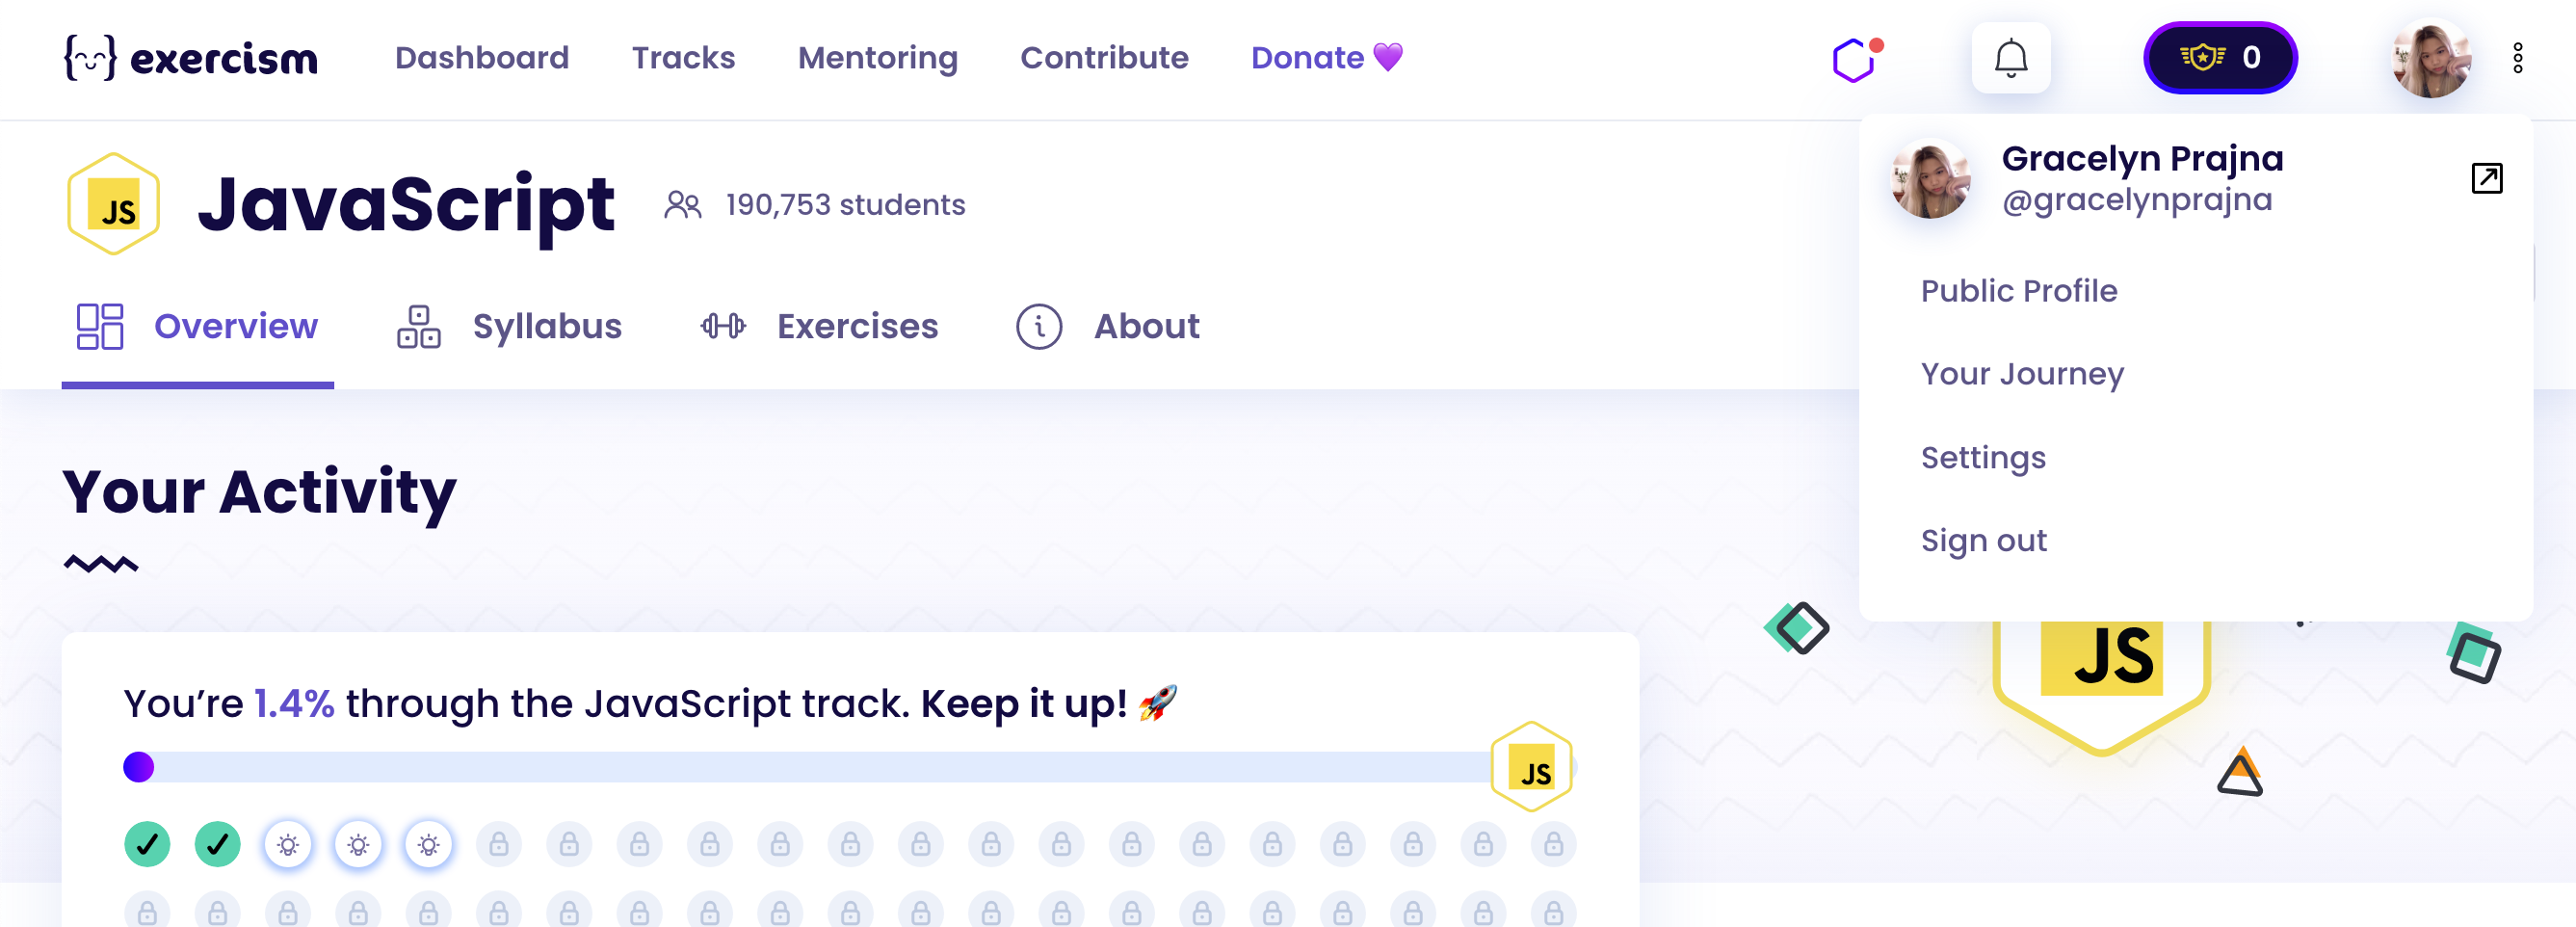 exercism Dashboard Tracks Mentoring Contribute Donate 💜 0
JS JavaScript 190,753 students
Overview Syllabus Exercises About
Gracelyn Prajna
@gracelynprajna
Public Profile
Your Journey
Settings
Sign out
Your Activity
JS
You’re 1.4% through the JavaScript track. Keep it up! 🚀
JS